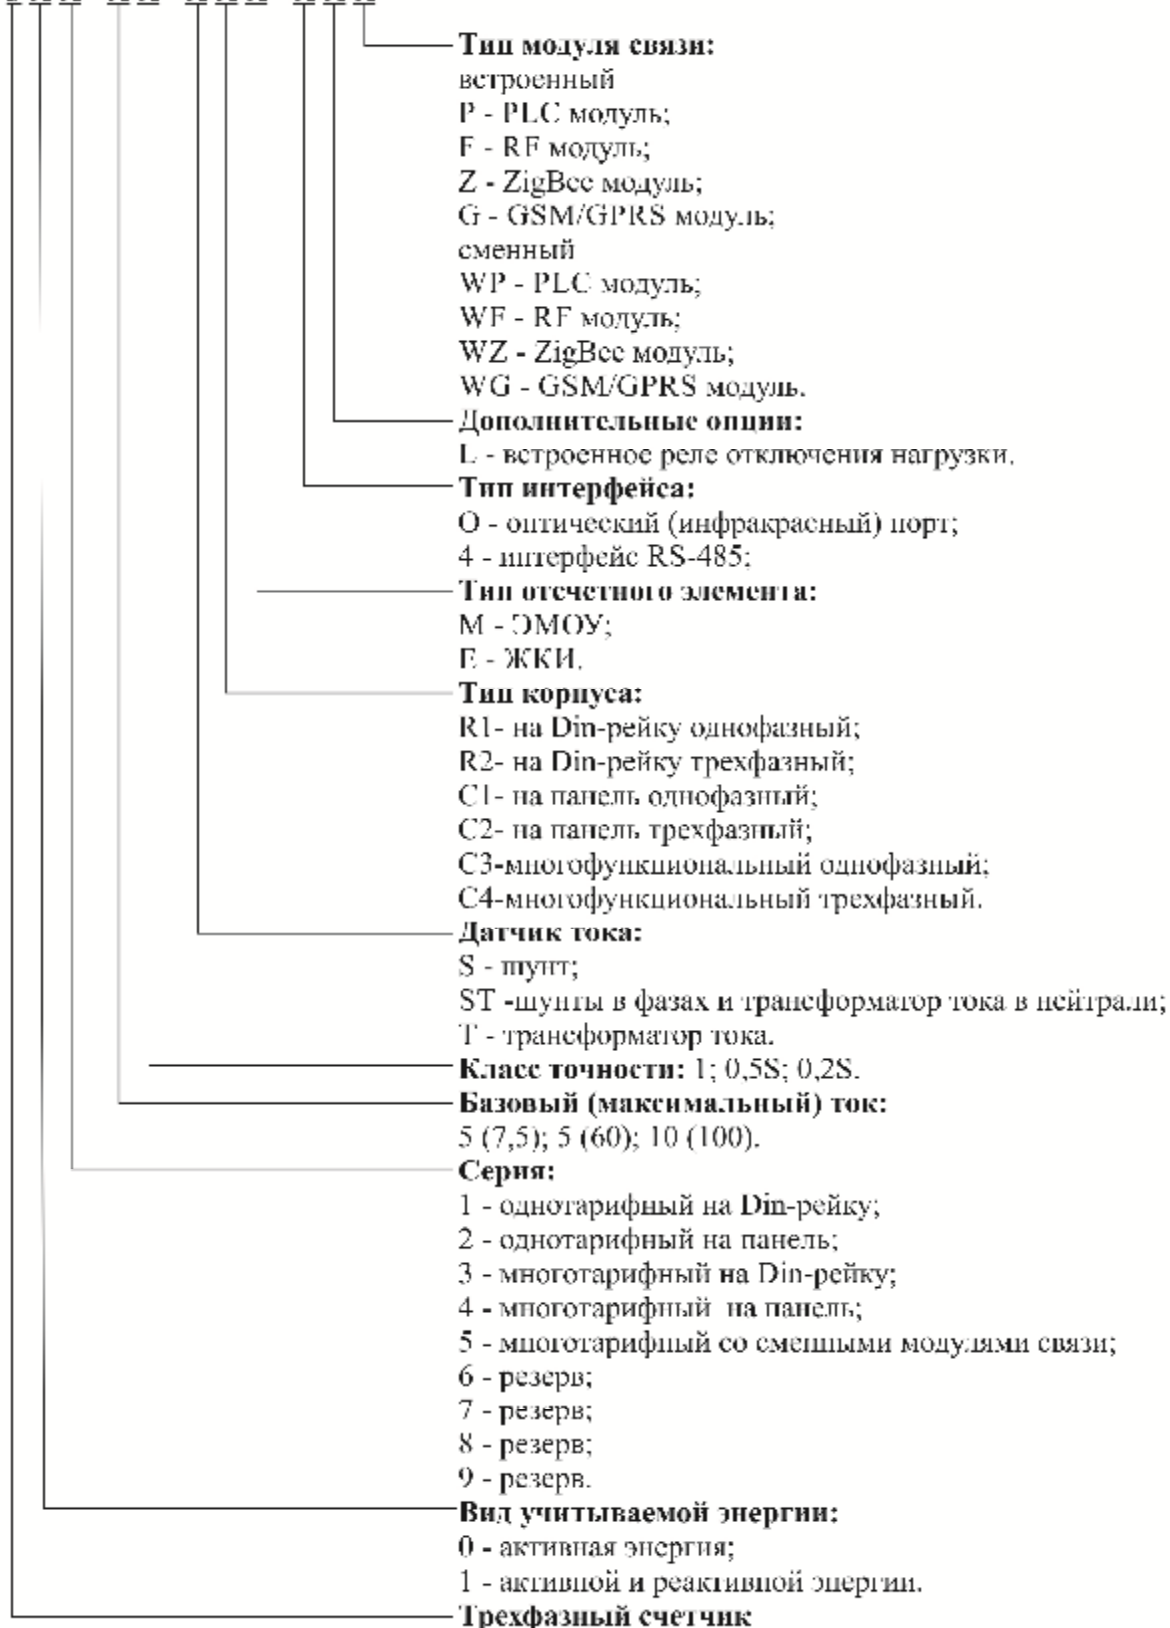 Тип модуля связи:
встроенный
P - PLC модуль;
F - RF модуль;
Z - ZigBee модуль;
G - GSM/GPRS модуль;
сменный
WP - PLC модуль;
WF - RF модуль;
WZ - ZigBee модуль;
WG - GSM/GPRS модуль.
Дополнительные опции:
L - встроенное реле отключения нагрузки.
Тип интерфейса:
O - оптический (инфракрасный) порт;
4 - интерфейс RS-485;
Тип отсчетного элемента:
M - ЭМОУ;
E - ЖКИ.
Тип корпуса:
R1- на Din-рейку однофазный;
R2- на Din-рейку трехфазный;
C1- на панель однофазный;
C2- на панель трехфазный;
C3-многофункциональный однофазный;
C4-многофункциональный трехфазный.
Датчик тока:
S - шунт;
ST -шунты в фазах и трансформатор тока в нейтрали;
T - трансформатор тока.
Класс точности: 1; 0,5S; 0,2S.
Базовый (максимальный) ток:
5 (7,5); 5 (60); 10 (100).
Серия:
1 - однотарифный на Din-рейку;
2 - однотарифный на панель;
3 - многотарифный на Din-рейку;
4 - многотарифный  на панель;
5 - многотарифный со сменными модулями связи;
6 - резерв;
7 - резерв;
8 - резерв;
9 - резерв.
Вид учитываемой энергии:
0 - активная энергия;
1 - активной и реактивной энергии.
Трехфазный счетчик